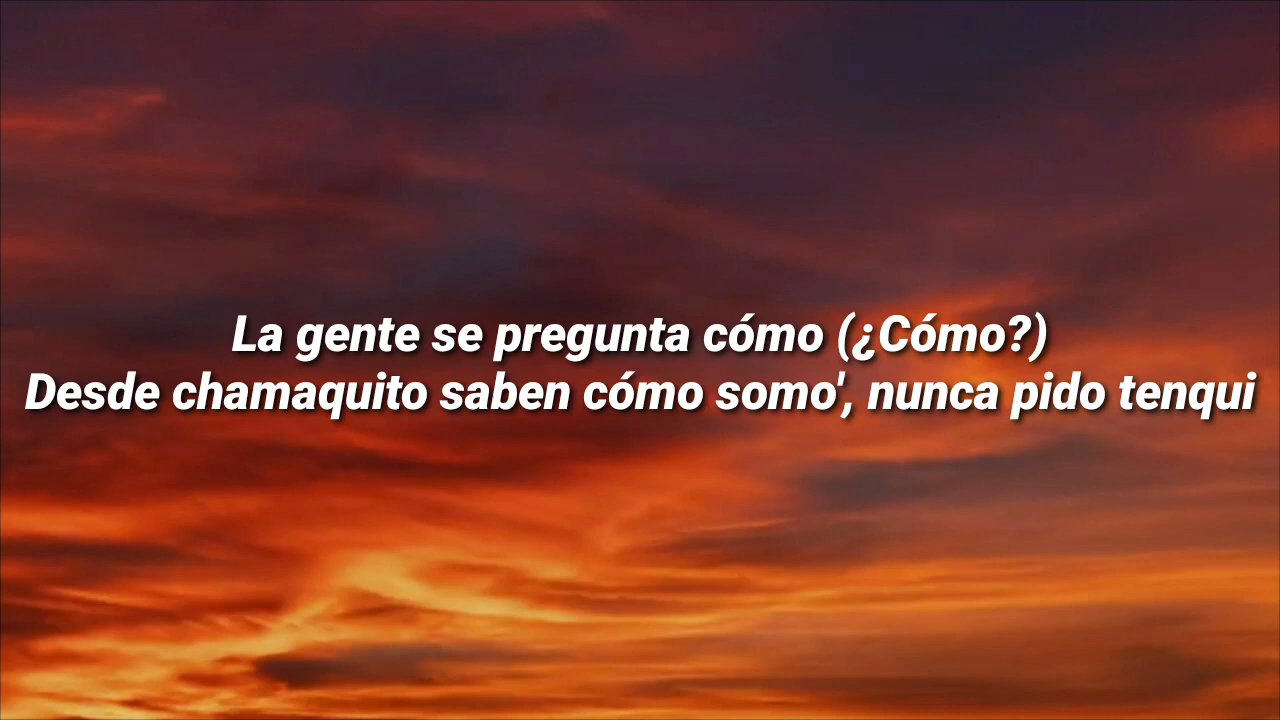 La gente se pregunta cómo (¿Cómo?)
Desde chamaquito saben cómo somo', nunca pido tenqui